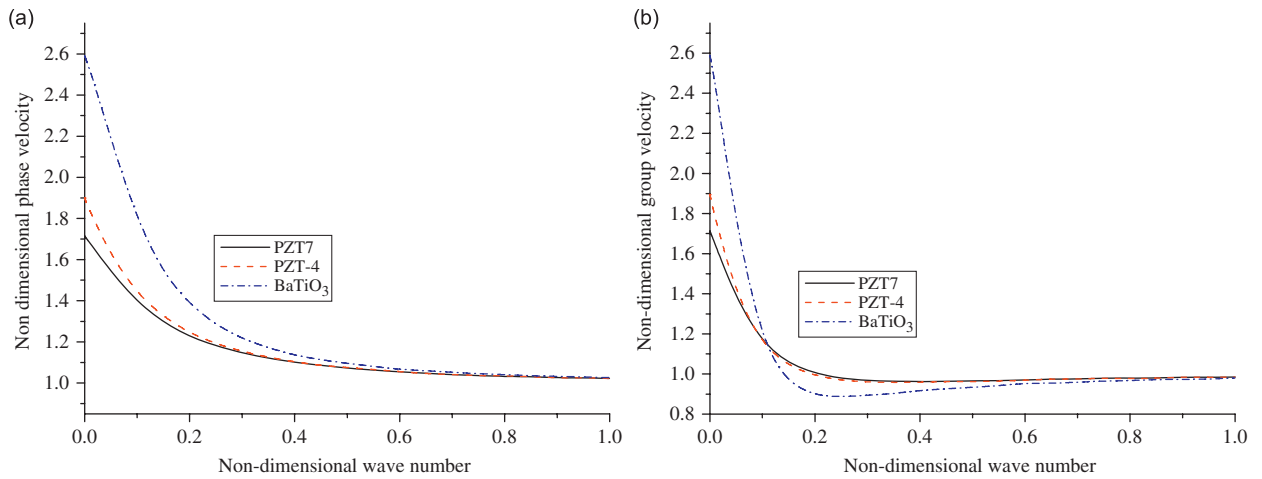 (a)
2.6
2.4
2.2
2.0
1.8
1.6
1.4
1.2
1.0
Non dimensional phase velocity
PZT7
PZT-4
BaTiO3
0.0 0.2 0.4 0.6 0.8 1.0
Non-dimensional wave number
(b)
2.6
2.4
2.2
2.0
1.8
1.6
1.4
1.2
1.0
0.8
Non-dimensional group velocity
PZT7
PZT-4
BaTiO3
0.0 0.2 0.4 0.6 0.8 1.0
Non-dimensional wave number